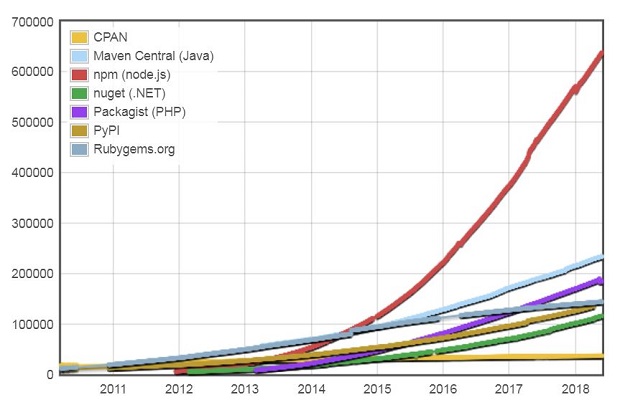 700000
600000
500000
400000
300000
200000
100000
0
CPAN
Maven Central (Java)
npm (node.js)
nuget (.NET)
Packagist (PHP)
PyPI
Rubygems.org
2011 2012 2013 2014 2015 2016 2017 2018